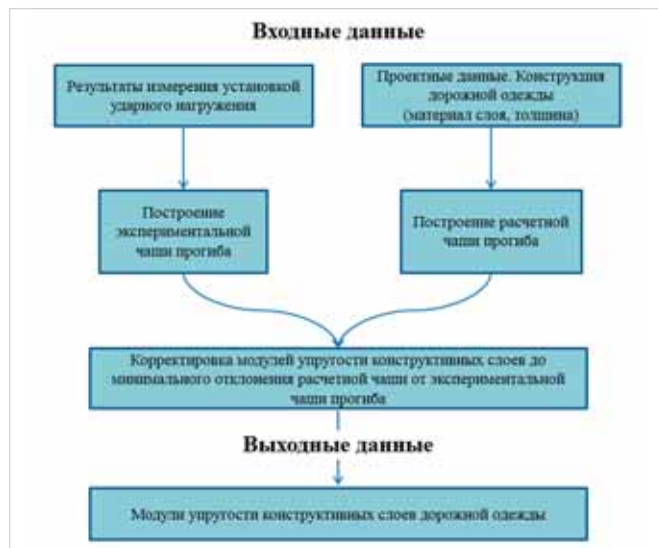 Входные данные
Результаты измерения установкой
ударного нагружения
Проектные данные. Конструкция
дорожной одежды
(материал слоя, толщина)
Построение
экспериментальной
чаши прогиба
Построение расчетной
чаши прогиба
Корректировка модулей упругости конструктивных слоев до
минимального отклонения расчетной чаши от экспериментальной
чаши прогиба
Выходные данные
Модули упругости конструктивных слоев дорожной одежды